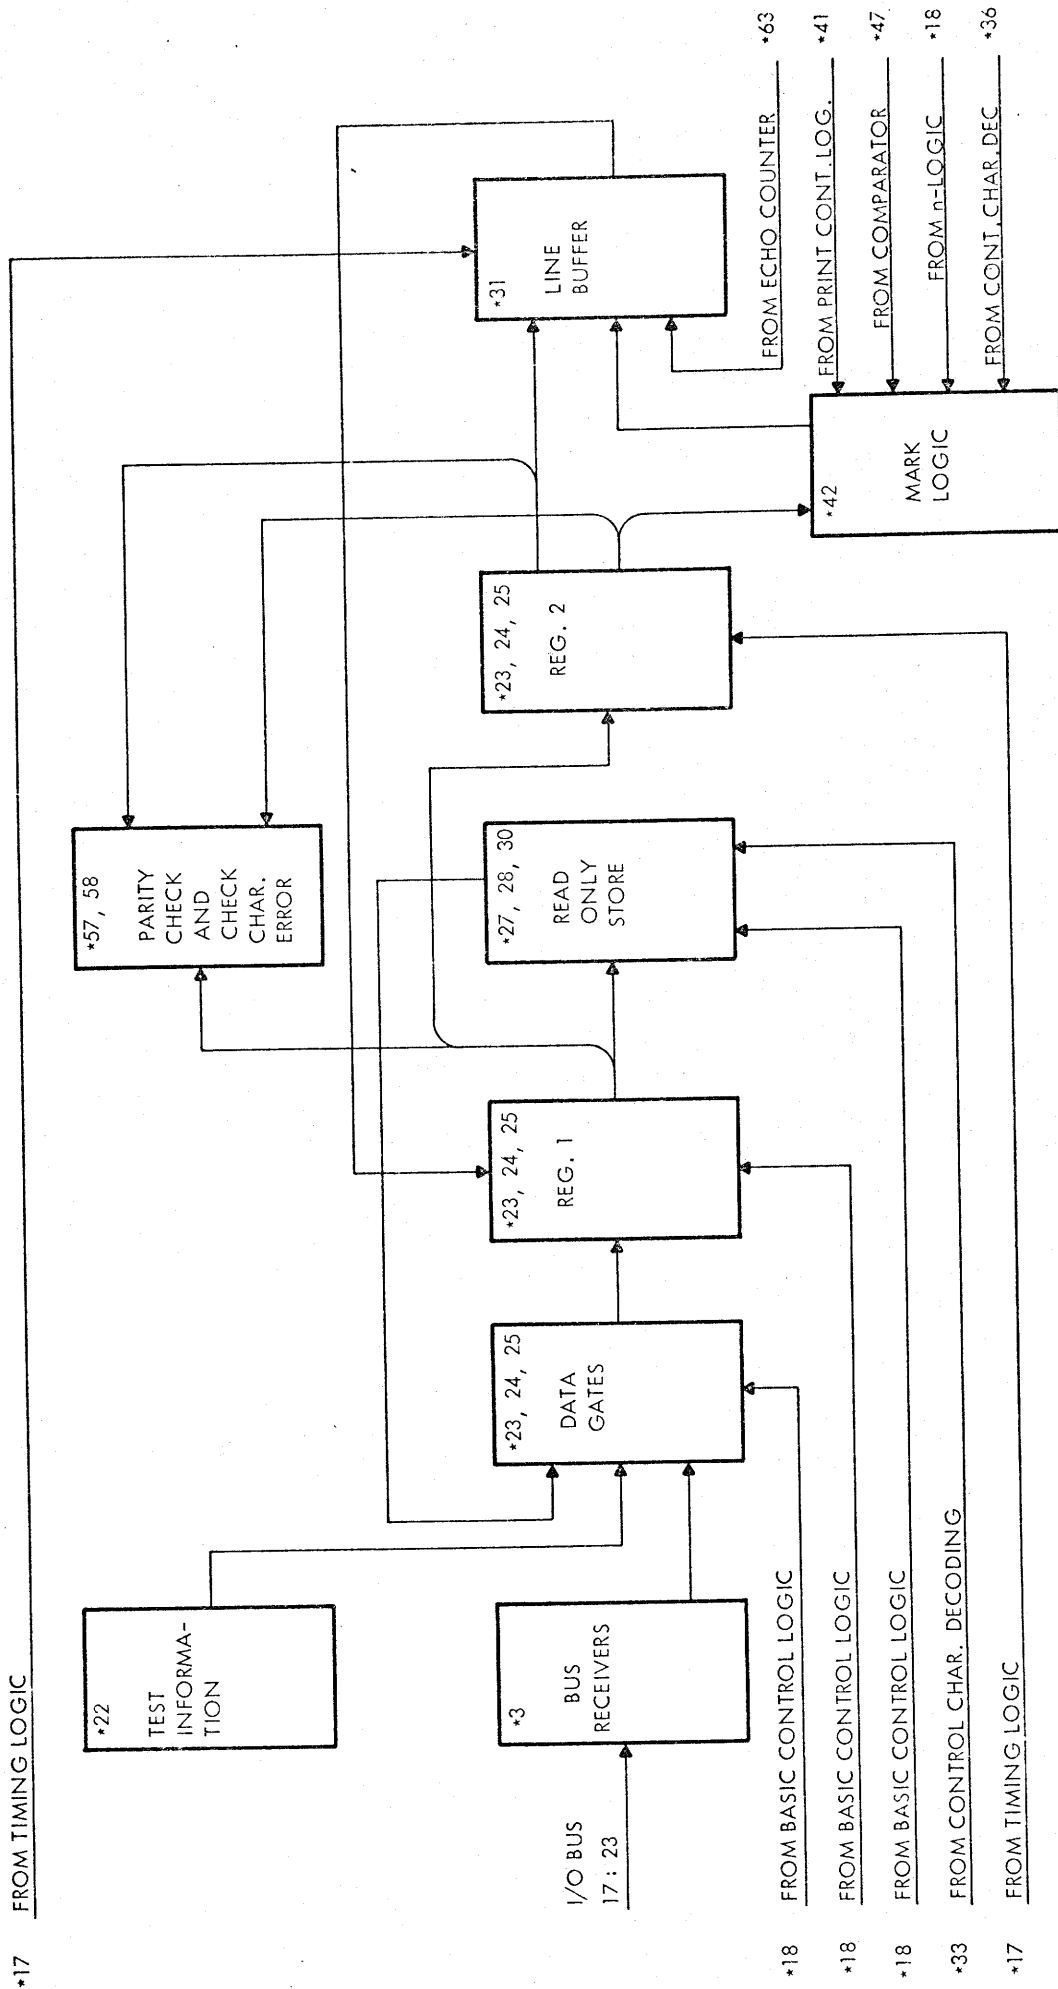 *17 FROM TIMING LOGIC
*22
TEST
INFORMA-
TION
*57, 58
PARITY
CHECK
AND
CHECK
CHAR.
ERROR
I/O BUS
17 : 23
*3
BUS
RECEIVERS
*23, 24, 25
DATA
GATES
*23, 24, 25
REG. 1
*27, 28, 30
READ
ONLY
STORE
*23, 24, 25
REG. 2
*31
LINE
BUFFER
*42
MARK
LOGIC
*18 FROM BASIC CONTROL LOGIC
*18 FROM BASIC CONTROL LOGIC
*18 FROM BASIC CONTROL LOGIC
*33 FROM CONTROL CHAR. DECODING
*17 FROM TIMING LOGIC
FROM ECHO COUNTER *63
FROM PRINT CONT. LOG. *41
FROM COMPARATOR *47
FROM n-LOGIC *18
FROM CONT. CHAR. DEC *36